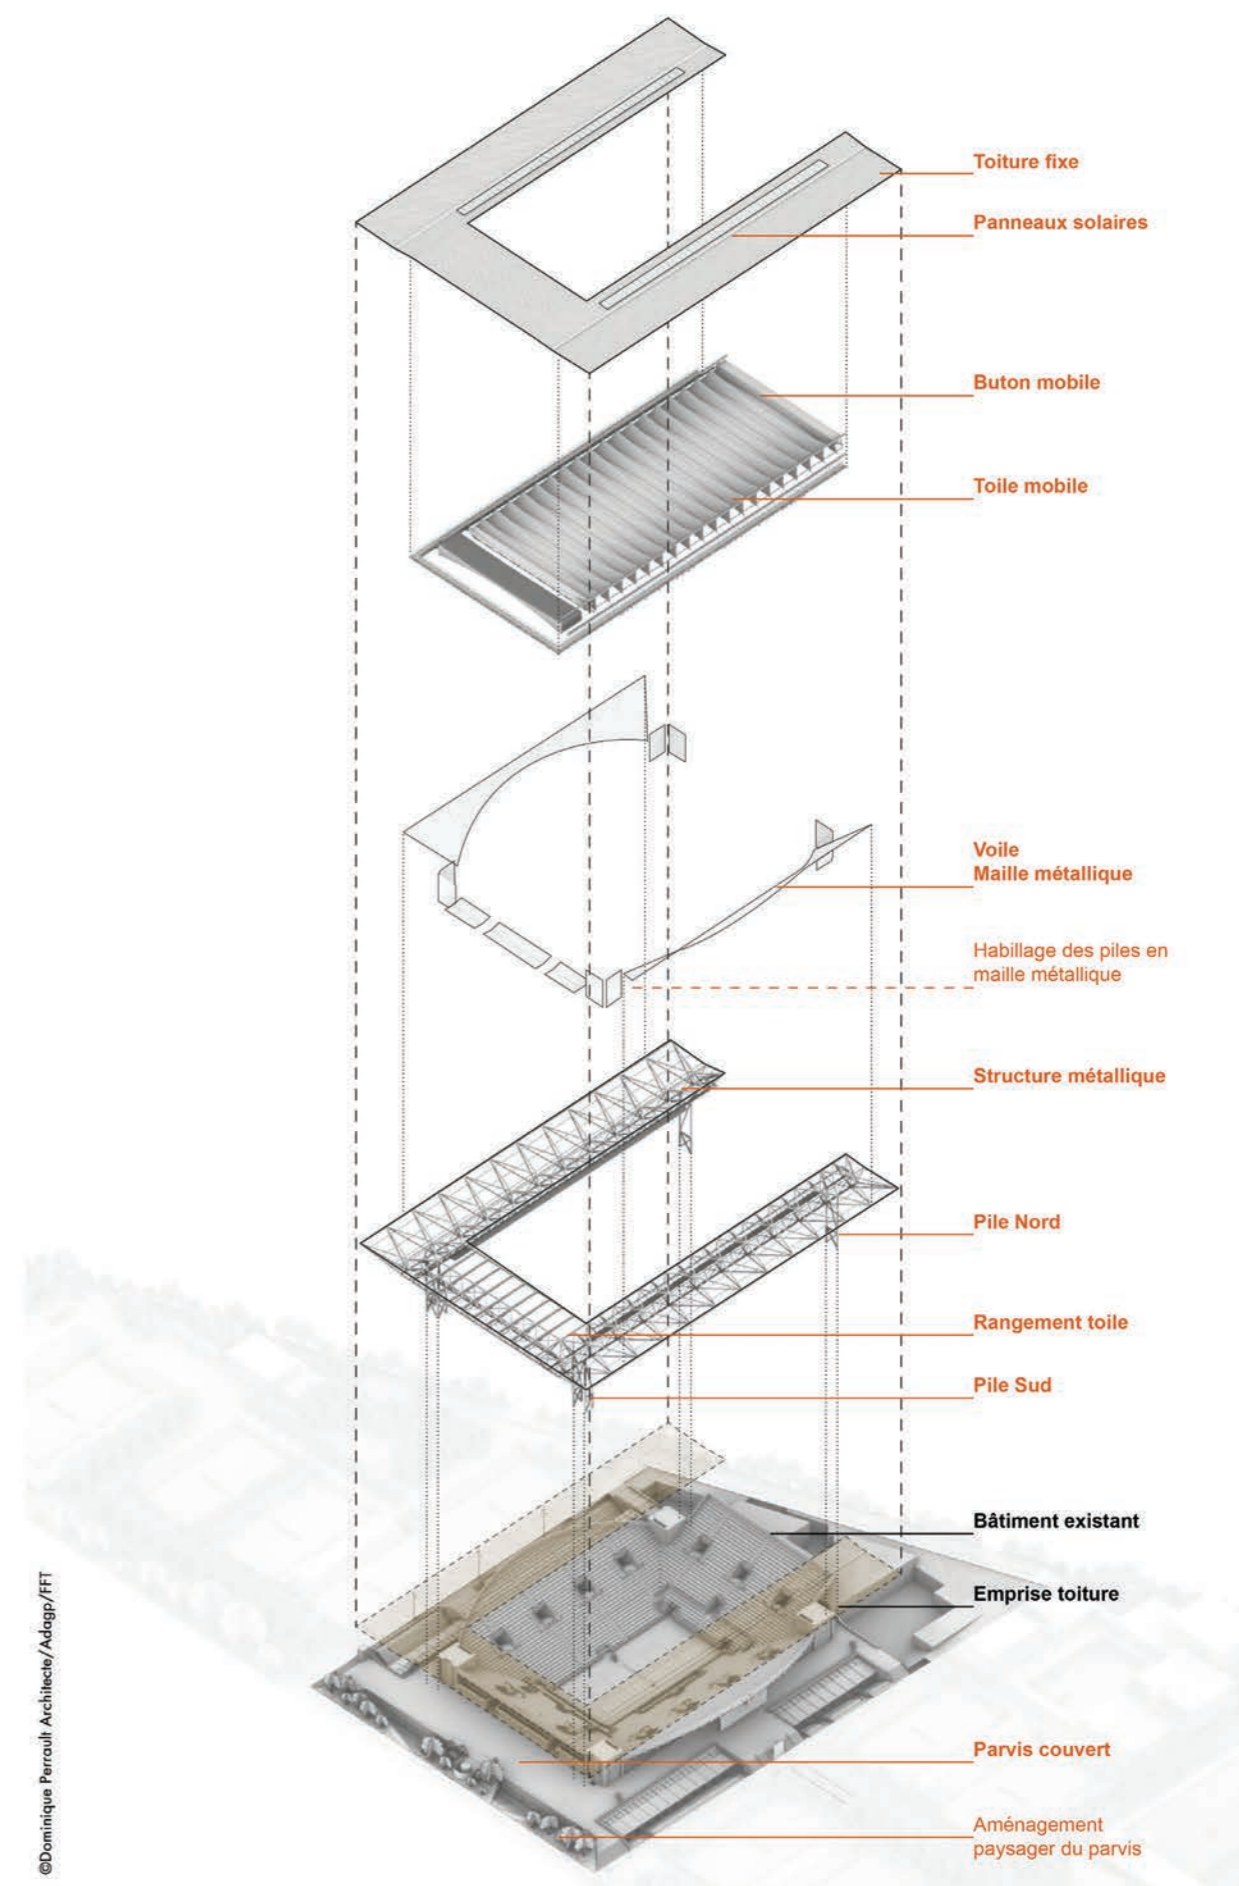 Toiture fixe
Panneaux solaires
Buton mobile
Toile mobile
Voile
Maille métallique
Habillage des piles en
maille métallique
Structure métallique
Pile Nord
Rangement toile
Pile Sud
Bâtiment existant
Emprise toiture
Parvis couvert
Aménagement
paysager du parvis
©Dominique Perrault Architecte/Adagp/FFT